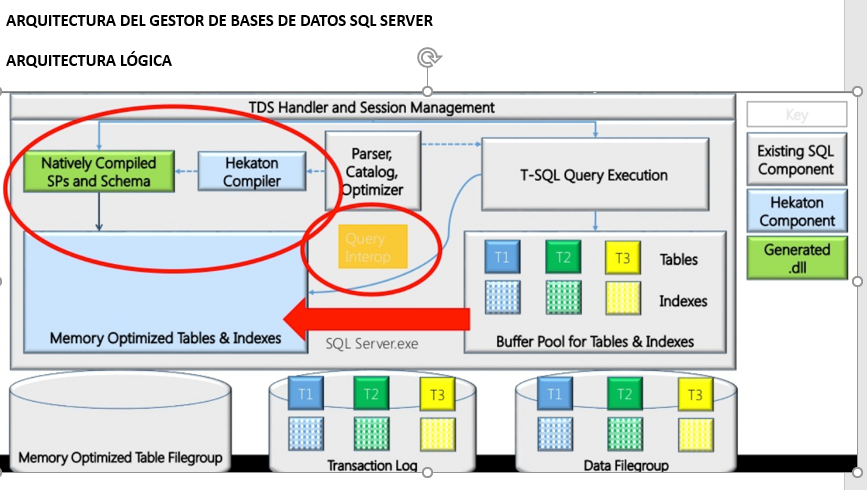 ARQUITECTURA DEL GESTOR DE BASES DE DATOS SQL SERVER
ARQUITECTURA LÓGICA
TDS Handler and Session Management
Natively Compiled
SPs and Schema
Hekaton
Compiler
Parser,
Catalog,
Optimizer
T-SQL Query Execution
Query
Interop
Memory Optimized Tables & Indexes
SQL Server.exe
T1
T2
T3
Tables
Indexes
Buffer Pool for Tables & Indexes
Key
Existing SQL
Component
Hekaton
Component
Generated
.dll
Memory Optimized Table Filegroup
T1
T2
T3
Transaction Log
T1
T2
T3
Data Filegroup